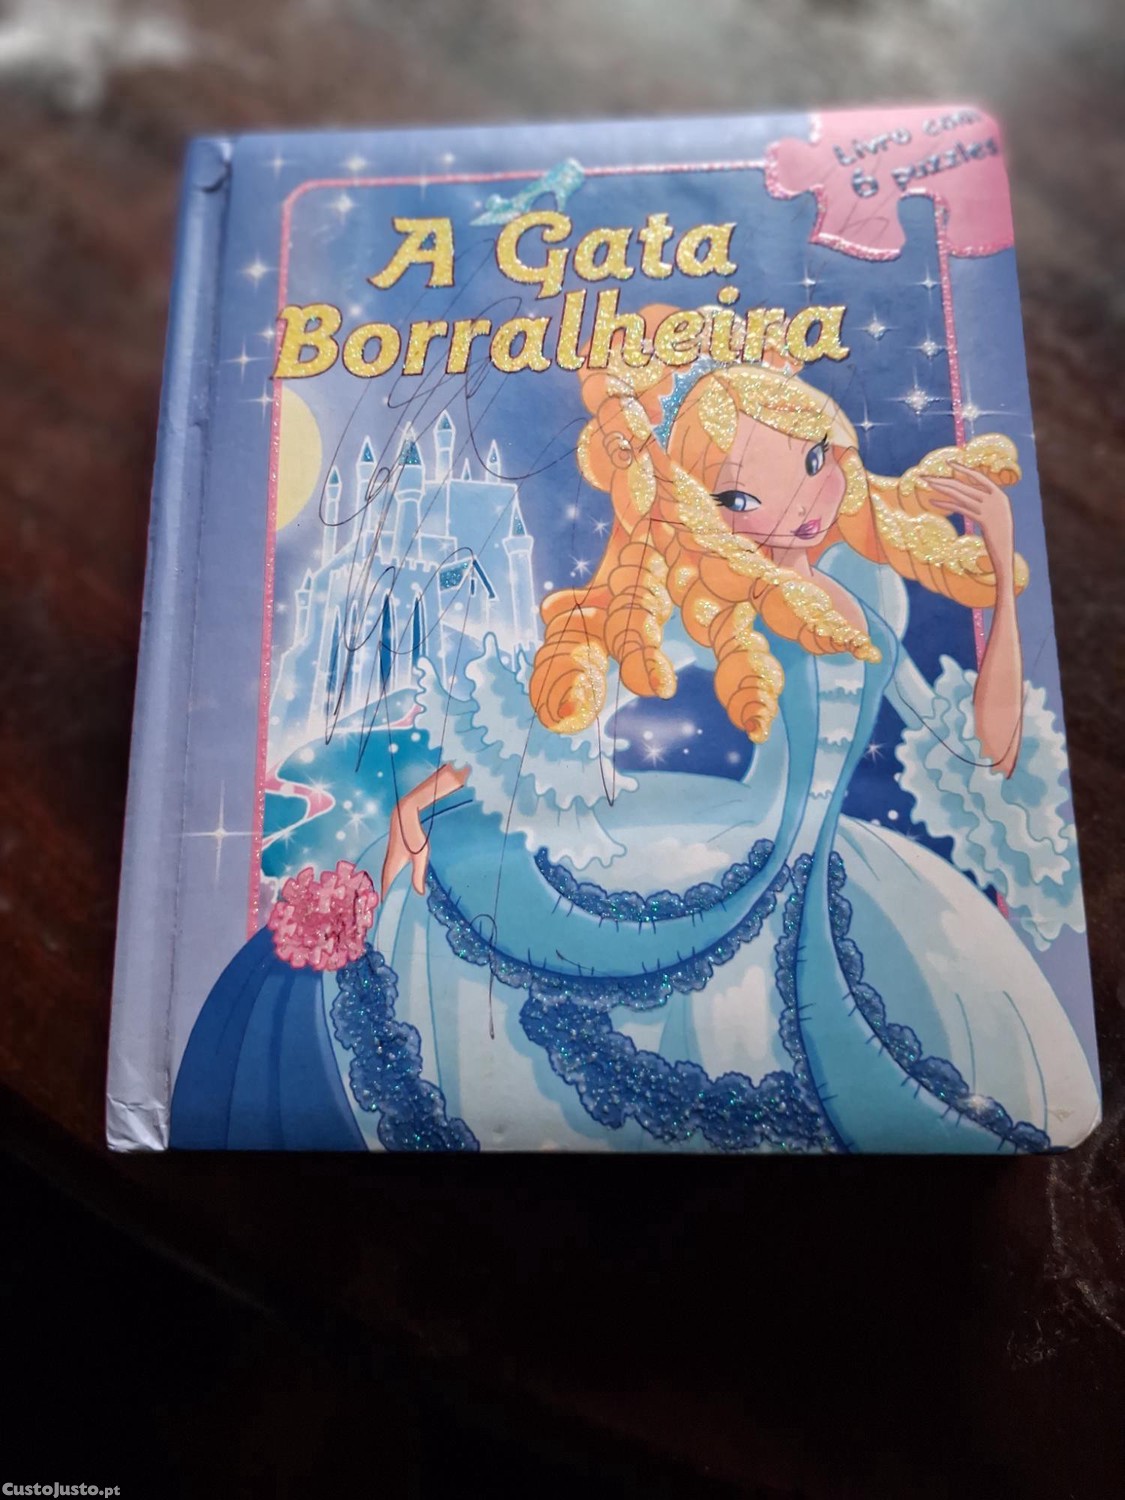 Livro com
6 puzzles
A Gata
Borralheira
CustoJusto.pt